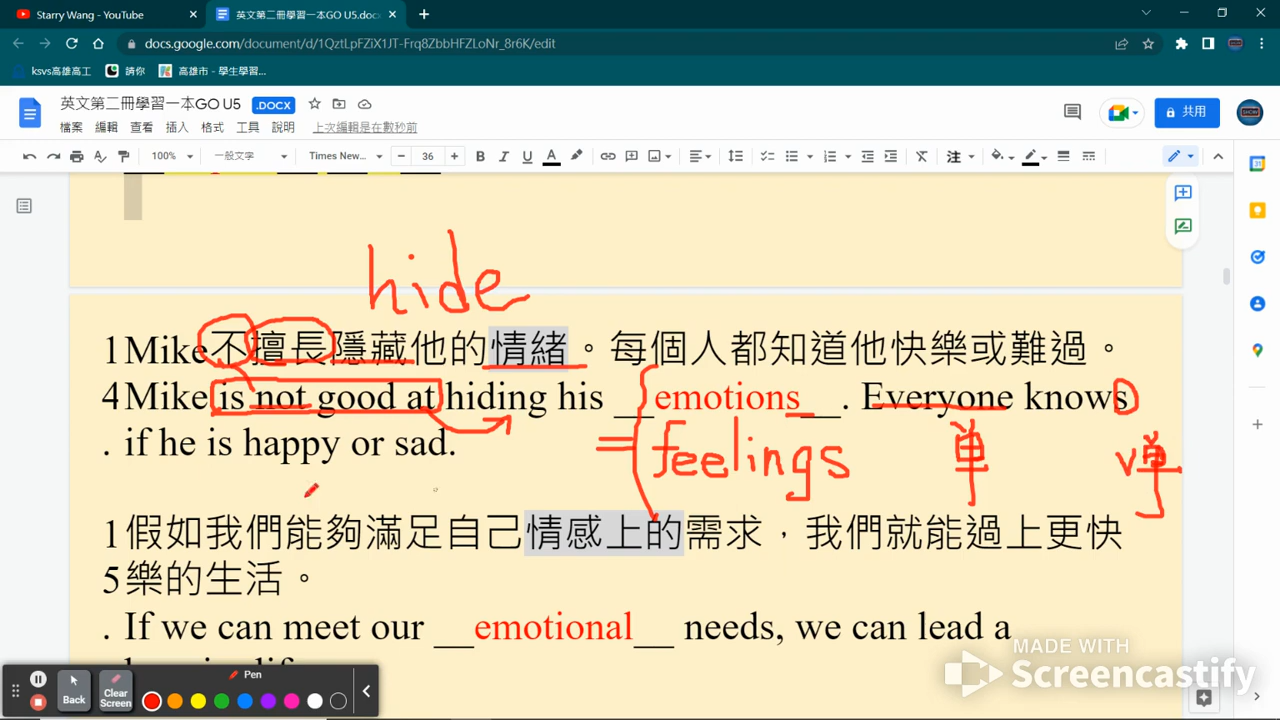 Starry Wang - YouTube
英文第二冊學習一本GO U5.docx
docs.google.com/document/d/1QztLpFZiX1JT-Frq8ZbbHFZLoNr_8r6K/edit
ksvs高雄高工
請你
高雄市 - 學生學習...
英文第二冊學習一本GO U5 .DOCX
檔案 編輯 查看 插入 格式 工具 說明 上次編輯是在數秒前
共用
100% 一般文字 Times New... 36 B I U A 注
hide
1 Mike不擅長隱藏他的情緒。每個人都知道他快樂或難過。
4 Mike is not good at hiding his __emotions__. Everyone knows
. if he is happy or sad.
= feelings 單 v單
1 假如我們能夠滿足自己情感上的需求，我們就能過上更快
5 樂的生活。
. If we can meet our __emotional__ needs, we can lead a
MADE WITH
Screencastify
Pen
Back
Clear Screen